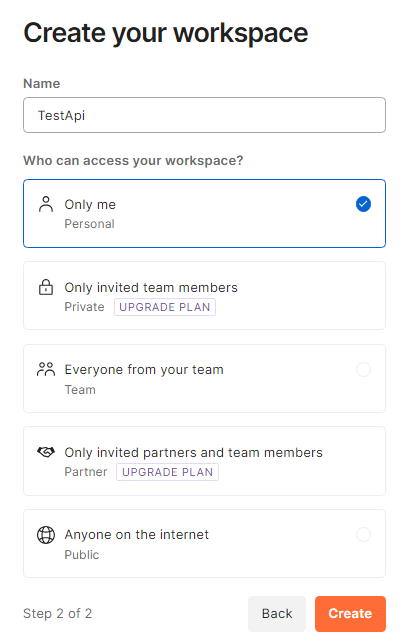 Create your workspace
Name
TestApi
Who can access your workspace?
Only me
Personal
Only invited team members
Private UPGRADE PLAN
Everyone from your team
Team
Only invited partners and team members
Partner UPGRADE PLAN
Anyone on the internet
Public
Step 2 of 2 Back Create